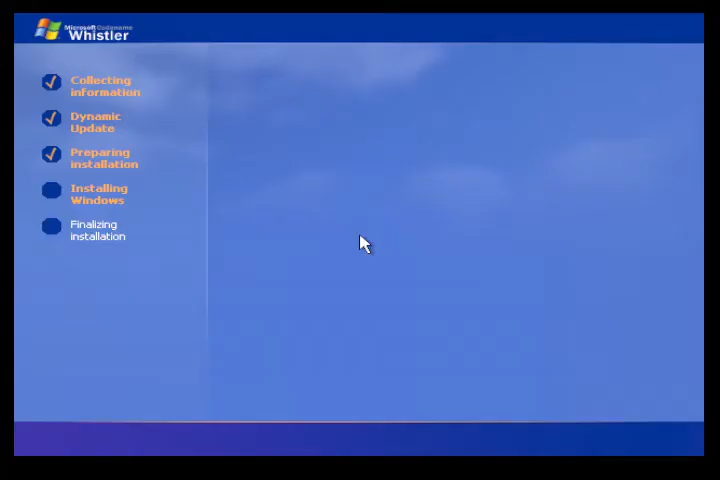 Microsoft Codename
Whistler
Collecting
information
Dynamic
Update
Preparing
installation
Installing
Windows
Finalizing
installation